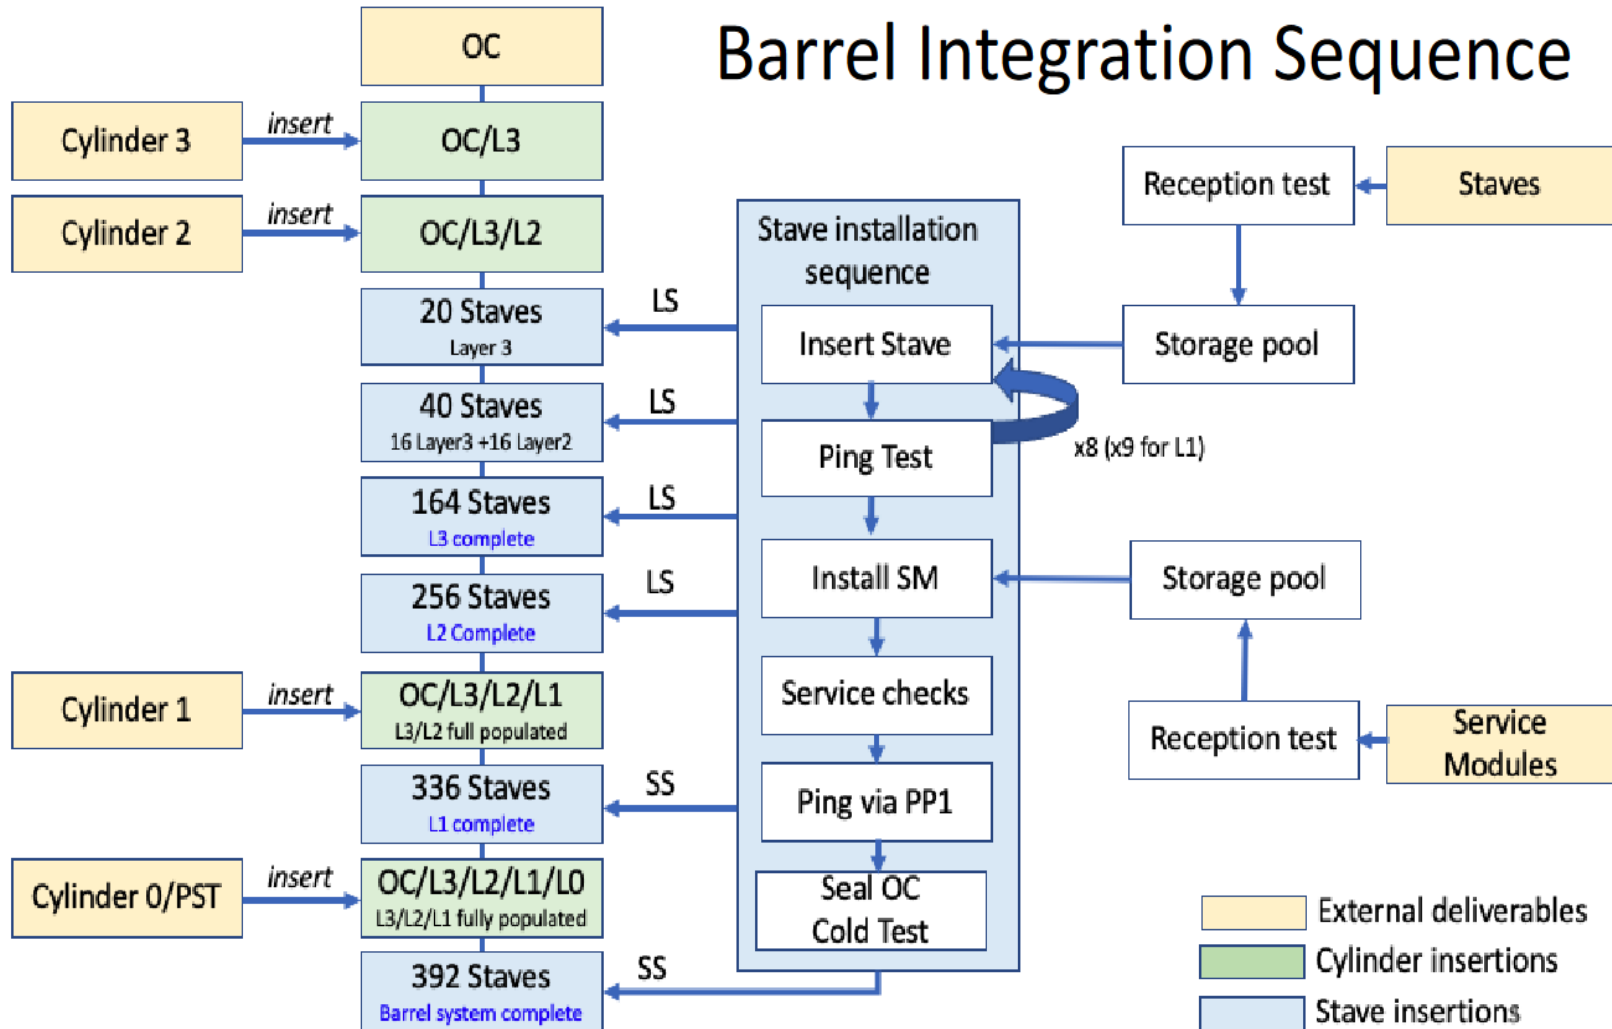 Barrel Integration Sequence
OC
Cylinder 3
insert
OC/L3
Cylinder 2
insert
OC/L3/L2
20 Staves
Layer 3
LS
40 Staves
16 Layer3 +16 Layer2
LS
164 Staves
L3 complete
LS
256 Staves
L2 Complete
LS
Cylinder 1
insert
OC/L3/L2/L1
L3/L2 full populated
336 Staves
L1 complete
SS
Cylinder 0/PST
insert
OC/L3/L2/L1/L0
L3/L2/L1 fully populated
392 Staves
Barrel system complete
SS
Stave installation
sequence
Insert Stave
Ping Test
x8 (x9 for L1)
Install SM
Service checks
Ping via PP1
Seal OC
Cold Test
Reception test
Staves
Storage pool
Storage pool
Reception test
Service
Modules
External deliverables
Cylinder insertions
Stave insertions